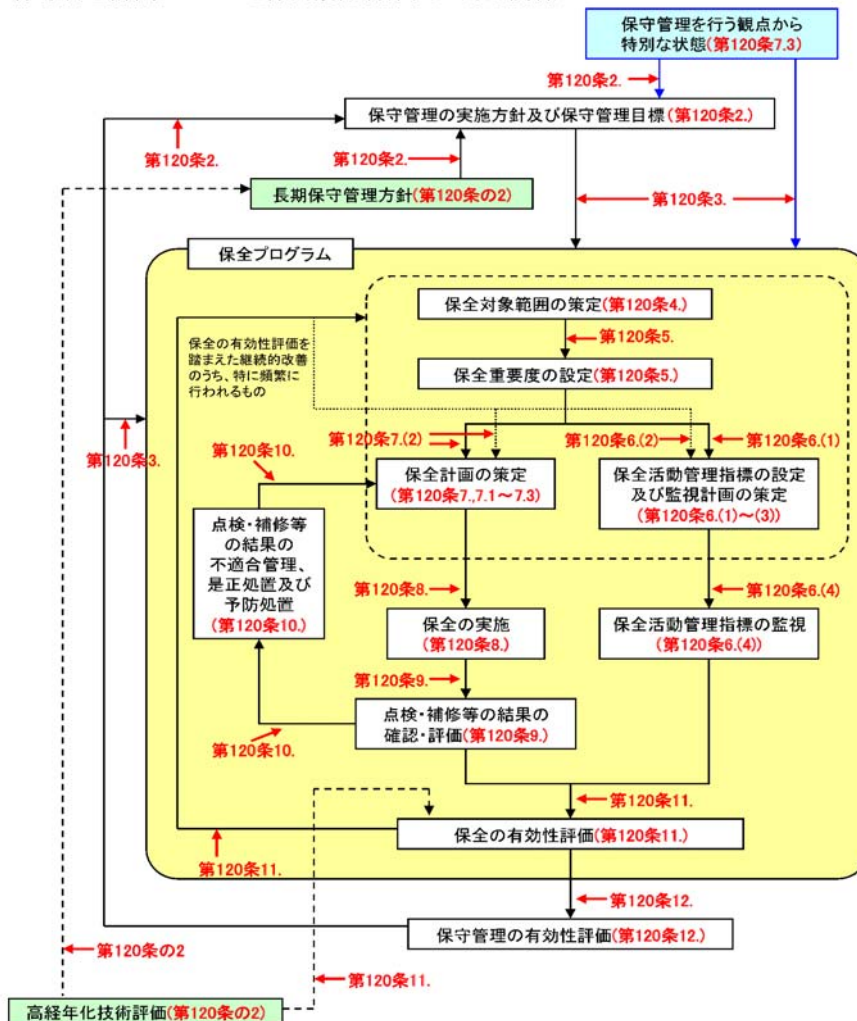 保守管理を行う観点から
特別な状態(第120条7.3)
第120条2.
保守管理の実施方針及び保守管理目標(第120条2.)
第120条2.
第120条2.
長期保守管理方針(第120条の2)
第120条3.
保全プログラム
保全対象範囲の策定(第120条4.)
第120条5.
保全の有効性評価を
踏まえた継続的改善
のうち、特に頻繁に
行われるもの
保全重要度の設定(第120条5.)
第120条3.
第120条10.
第120条7.(2)
第120条6.(2)
第120条6.(1)
保全計画の策定
(第120条7.,7.1～7.3)
保全活動管理指標の設定
及び監視計画の策定
(第120条6.(1)～(3))
点検・補修等
の結果の
不適合管理、
是正処置及び
予防処置
(第120条10.)
第120条8.
第120条6.(4)
保全の実施
(第120条8.)
保全活動管理指標の監視
(第120条6.(4))
第120条9.
点検・補修等の結果の
確認・評価(第120条9.)
第120条10.
第120条11.
保全の有効性評価(第120条11.)
第120条11.
第120条12.
保守管理の有効性評価(第120条12.)
第120条の2
第120条11.
高経年化技術評価(第120条の2)